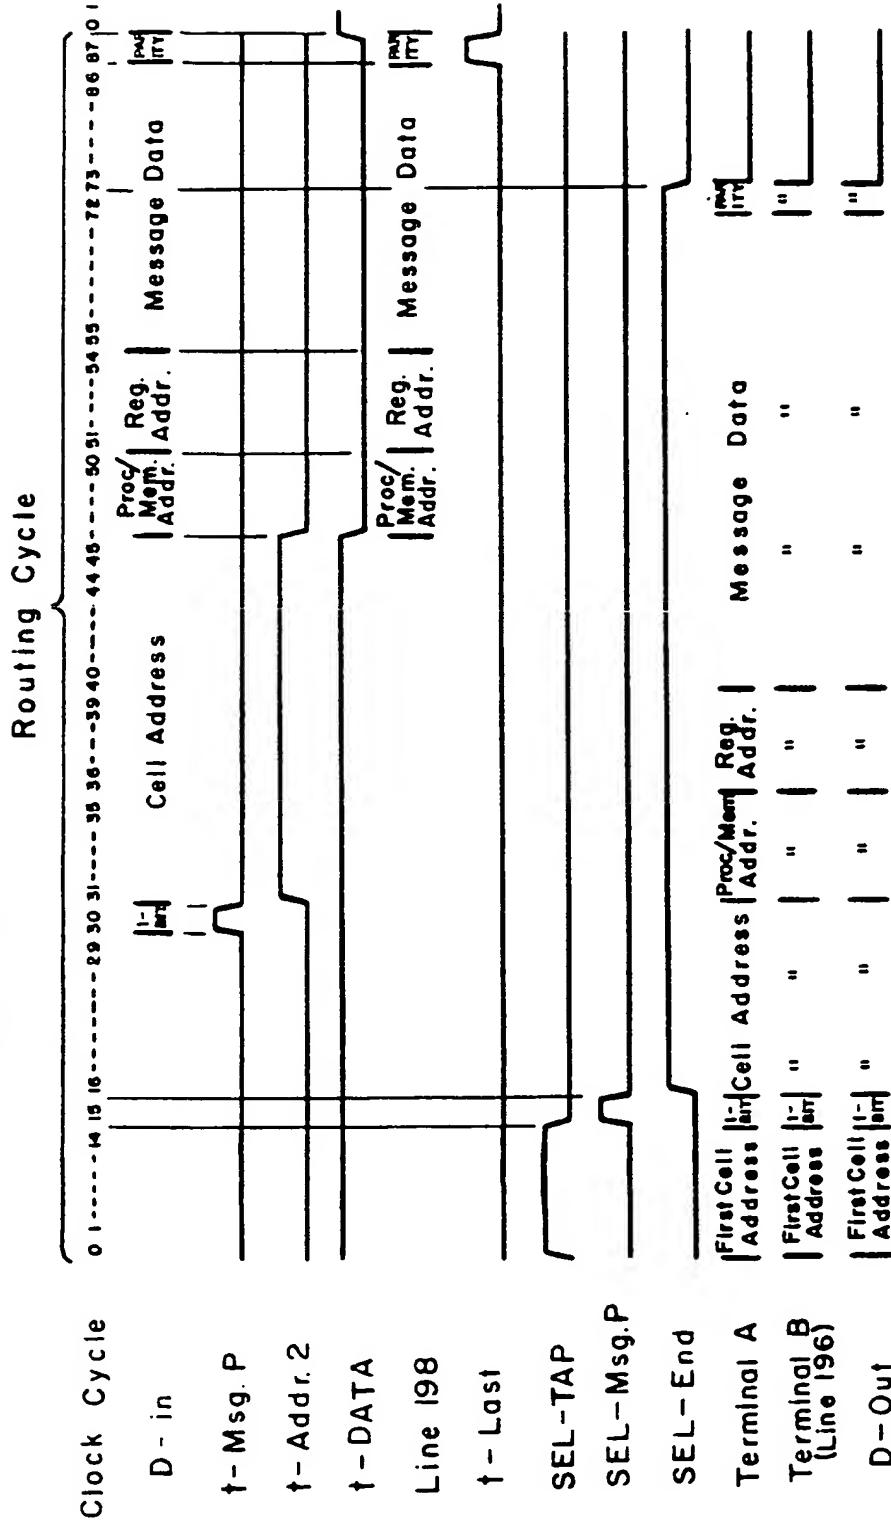 Routing Cycle
Clock Cycle 0 1 ----- 14 15 16 -------- 29 30 31 ---- 35 36 --- 39 40 ---- 44 45 ----- 50 51 ---- 54 55 ------- 72 73 ----- 86 87 0 1
D-in 1-BIT Cell Address Proc/Mem. Addr. Reg. Addr. Message Data PARITY
t-Msg. P
t-Addr. 2
t-DATA
Line 198 Proc/Mem. Addr. Reg. Addr. Message Data PARITY
t-Last
SEL-TAP
SEL-Msg.P
SEL-End
Terminal A First Cell Address 1-BIT Cell Address Proc/Mem Addr. Reg. Addr. Message Data PARITY
Terminal B (Line 196) First Cell Address 1-BIT " " " " " " "
D-Out First Cell Address 1-BIT " " " " " " "